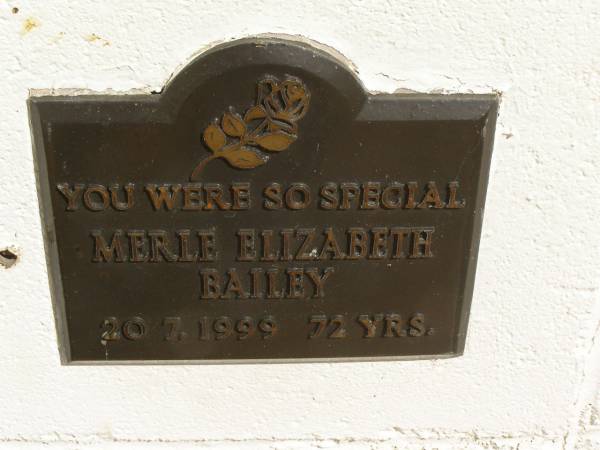 YOU WERE SO SPECIAL
MERLE ELIZABETH
BAILEY
20 7. 1999 72 YRS.